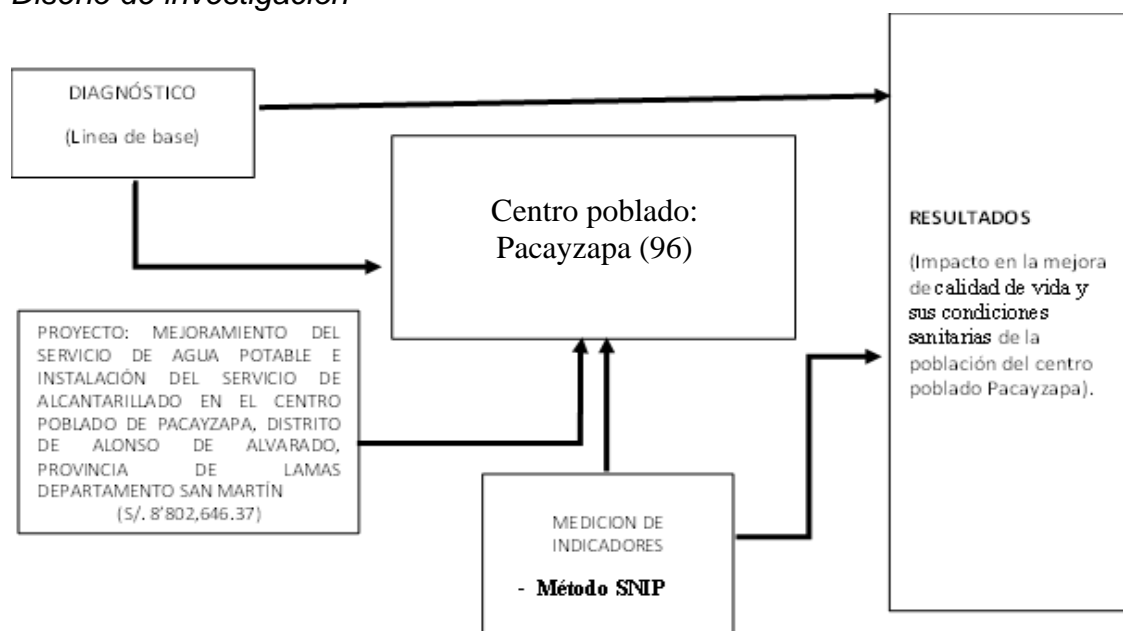 Diseño de investigación
DIAGNÓSTICO
(Linea de base)
Centro poblado:
Pacayzapa (96)
PROYECTO: MEJORAMIENTO DEL
SERVICIO DE AGUA POTABLE E
INSTALACIÓN DEL SERVICIO DE
ALCANTARILLADO EN EL CENTRO
POBLADO DE PACAYZAPA, DISTRITO
DE ALONSO DE ALVARADO,
PROVINCIA DE LAMAS
DEPARTAMENTO SAN MARTÍN
(S/. 8'802,646.37)
MEDICION DE
INDICADORES
- Método SNIP
RESULTADOS
(Impacto en la mejora
de calidad de vida y
sus condiciones
sanitarias de la
población del centro
poblado Pacayzapa).